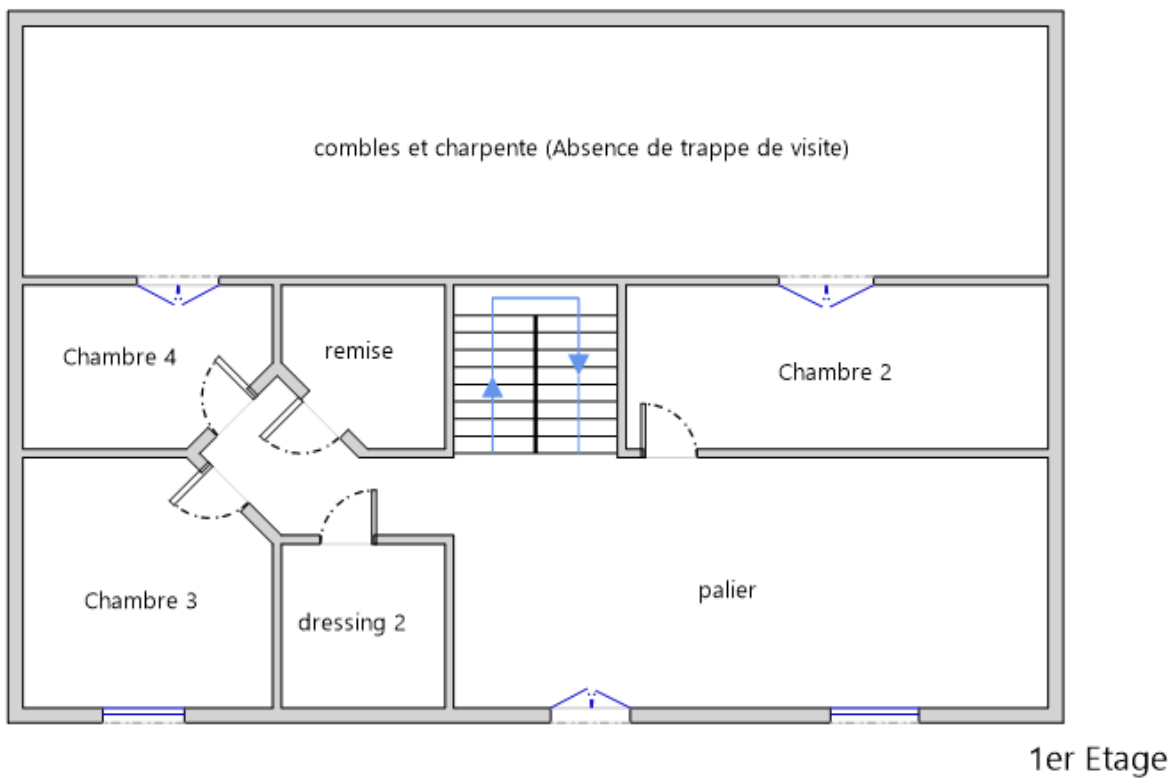 combles et charpente (Absence de trappe de visite)
Chambre 4
remise
Chambre 2
Chambre 3
dressing 2
palier
1er Etage